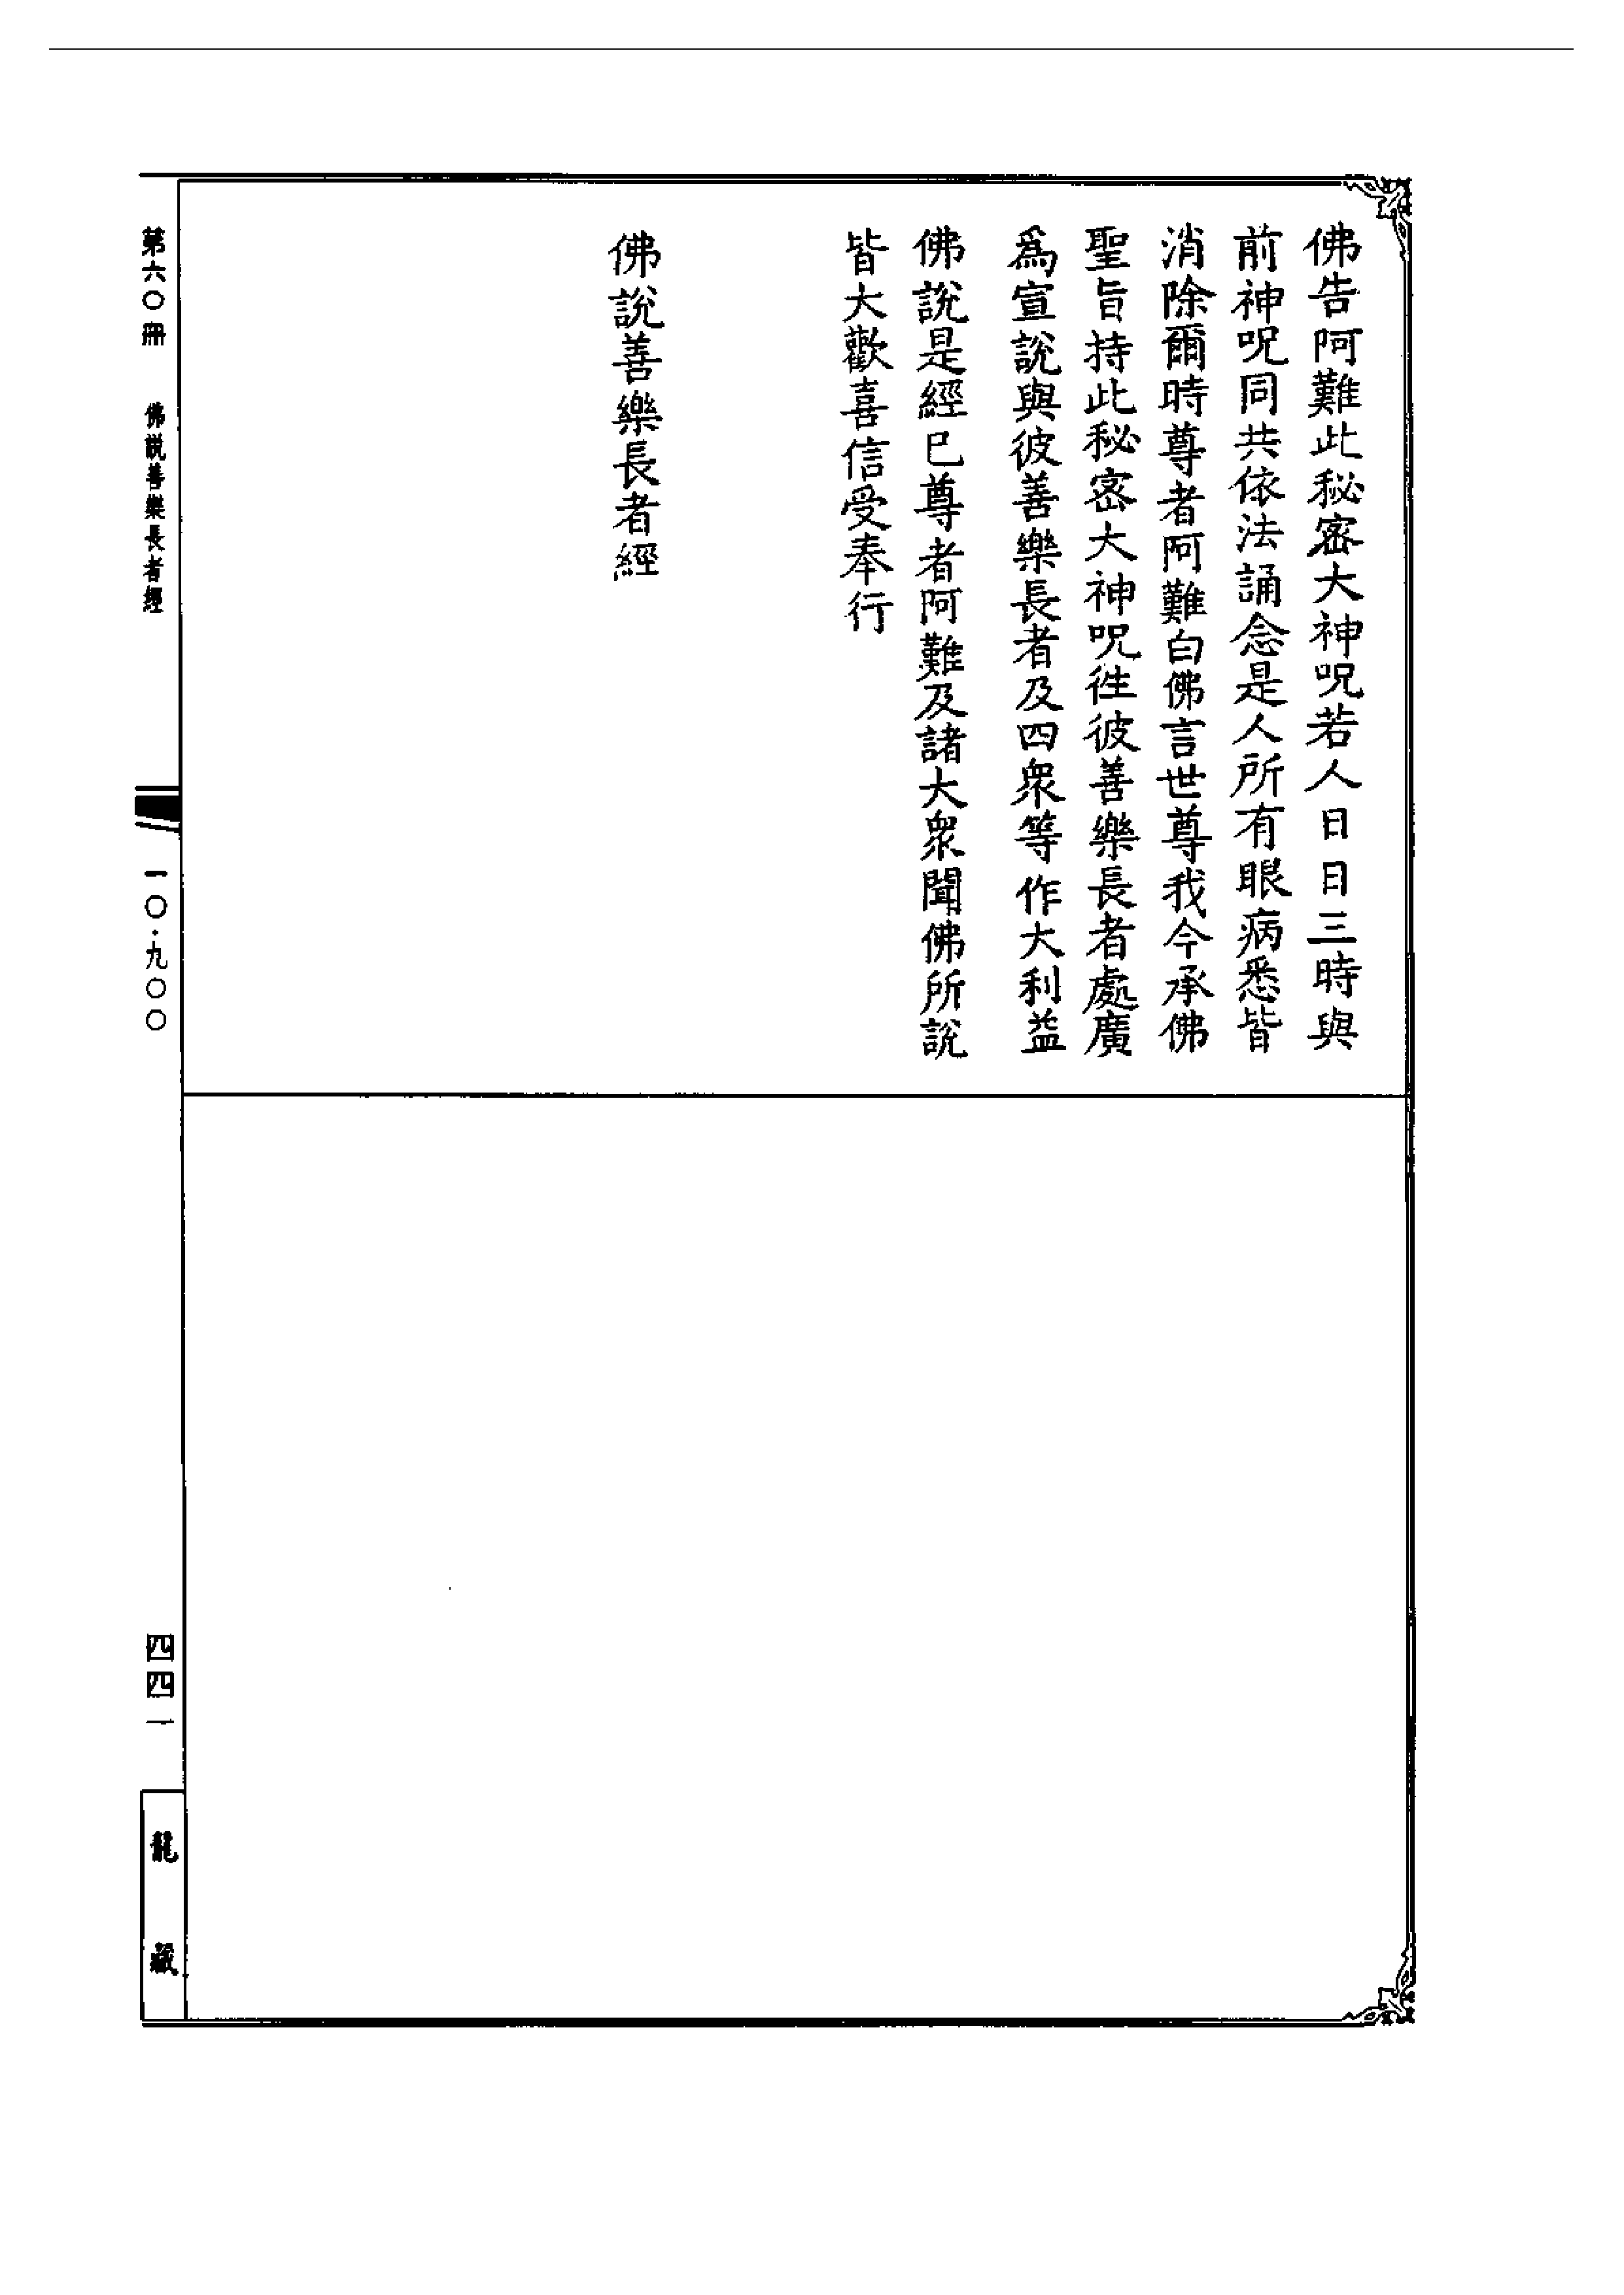 佛告阿難此秘密大神呪若人日日三時與
前神呪同共依法誦念是人所有眼病悉皆
消除爾時尊者阿難白佛言世尊我今承佛
聖旨持此秘密大神呪徃彼善樂長者處廣
為宣說與彼善樂長者及四衆等作大利益
佛說是經已尊者阿難及諸大衆聞佛所說
皆大歡喜信受奉行
佛說善樂長者經
第六〇冊 佛説善樂長者經
一〇·九〇〇
四四一
龍藏